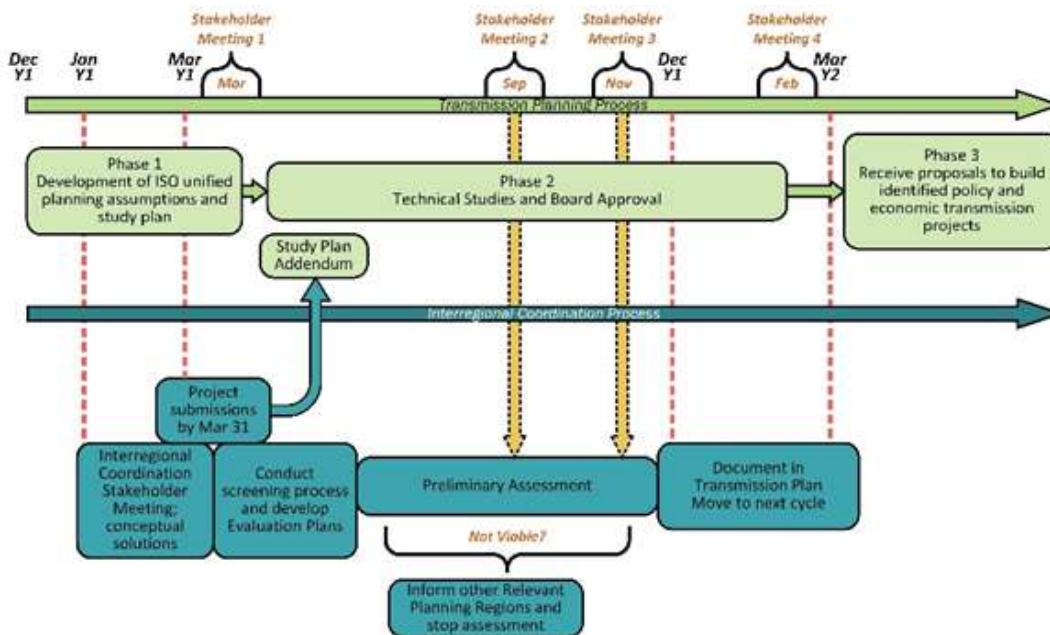 Stakeholder
Meeting 1
Stakeholder
Meeting 2
Stakeholder
Meeting 3
Stakeholder
Meeting 4
Dec
Y1
Jan
Y1
Mar
Y1
Mar
Sep
Nov
Dec
Y1
Feb
Mar
Y2
Transmission Planning Process
Phase 1
Development of ISO unified
planning assumptions and
study plan
Phase 2
Technical Studies and Board Approval
Phase 3
Receive proposals to build
identified policy and
economic transmission
projects
Study Plan
Addendum
Interregional Coordination Process
Project
submissions
by Mar 31
Interregional
Coordination
Stakeholder
Meeting;
conceptual
solutions
Conduct
screening process
and develop
Evaluation Plans
Preliminary Assessment
Document in
Transmission Plan
Move to next cycle
Not Viable?
Inform other Relevant
Planning Regions and
stop assessment